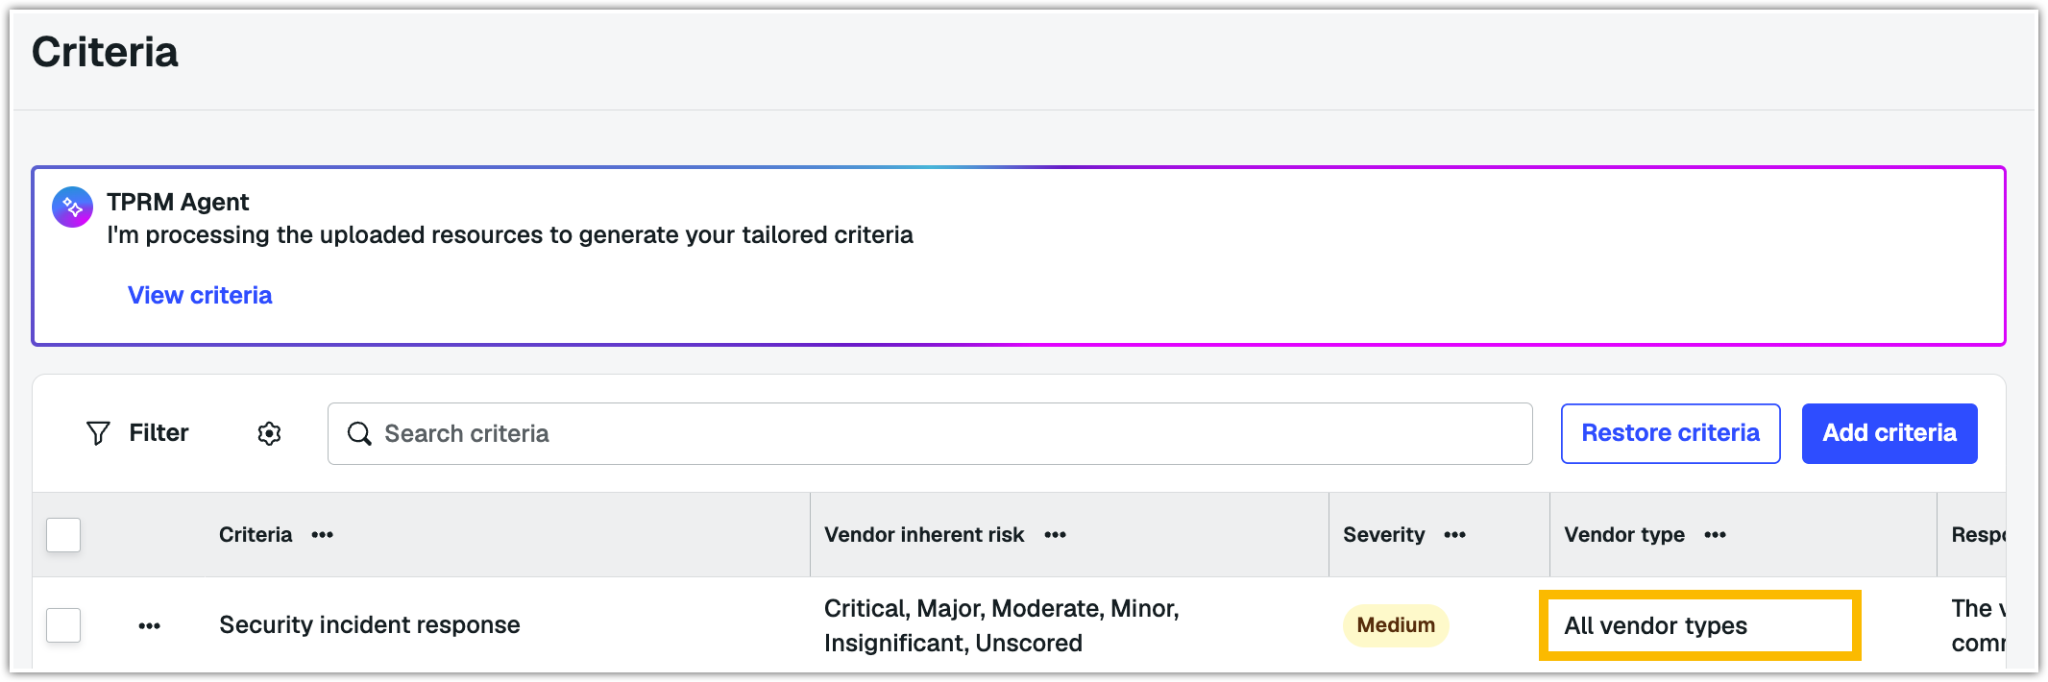 Criteria
TPRM Agent
I'm processing the uploaded resources to generate your tailored criteria
View criteria
Filter
Search criteria
Restore criteria
Add criteria
Criteria
Vendor inherent risk
Severity
Vendor type
Security incident response
Critical, Major, Moderate, Minor,
Insignificant, Unscored
Medium
All vendor types
The